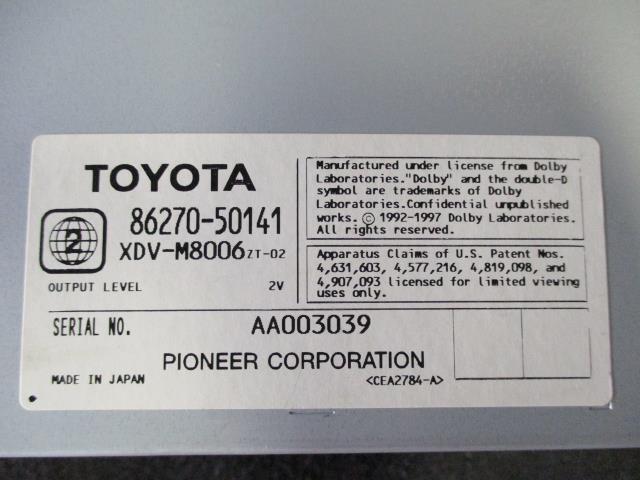 TOYOTA
2
86270-50141
XDV-M8006ZT-02
OUTPUT LEVEL 2V
Manufactured under license from Dolby
Laboratories."Dolby" and the double-D
symbol are trademarks of Dolby
Laboratories.Confidential unpublished
works. © 1992-1997 Dolby Laboratories.
All rights reserved.
Apparatus Claims of U.S. Patent Nos.
4,631,603, 4,577,216, 4,819,098, and
4,907,093 licensed for limited viewing
uses only.
SERIAL NO. AA003039
PIONEER CORPORATION
MADE IN JAPAN <CEA2784-A>